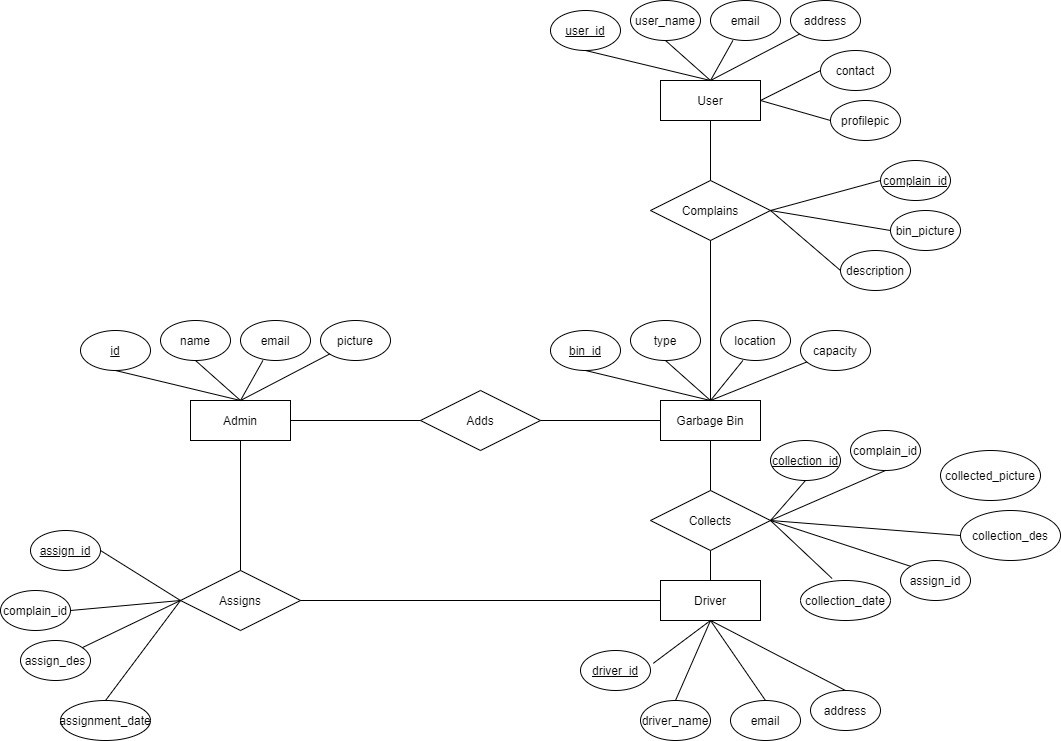 user_id
user_name
email
address
contact
User
profilepic
complain_id
Complains
bin_picture
description
id
name
email
picture
bin_id
type
location
capacity
Admin
Adds
Garbage Bin
collection_id
complain_id
collected_picture
Collects
collection_des
assign_id
assign_id
complain_id
Assigns
Driver
collection_date
assign_des
assignment_date
driver_id
driver_name
email
address